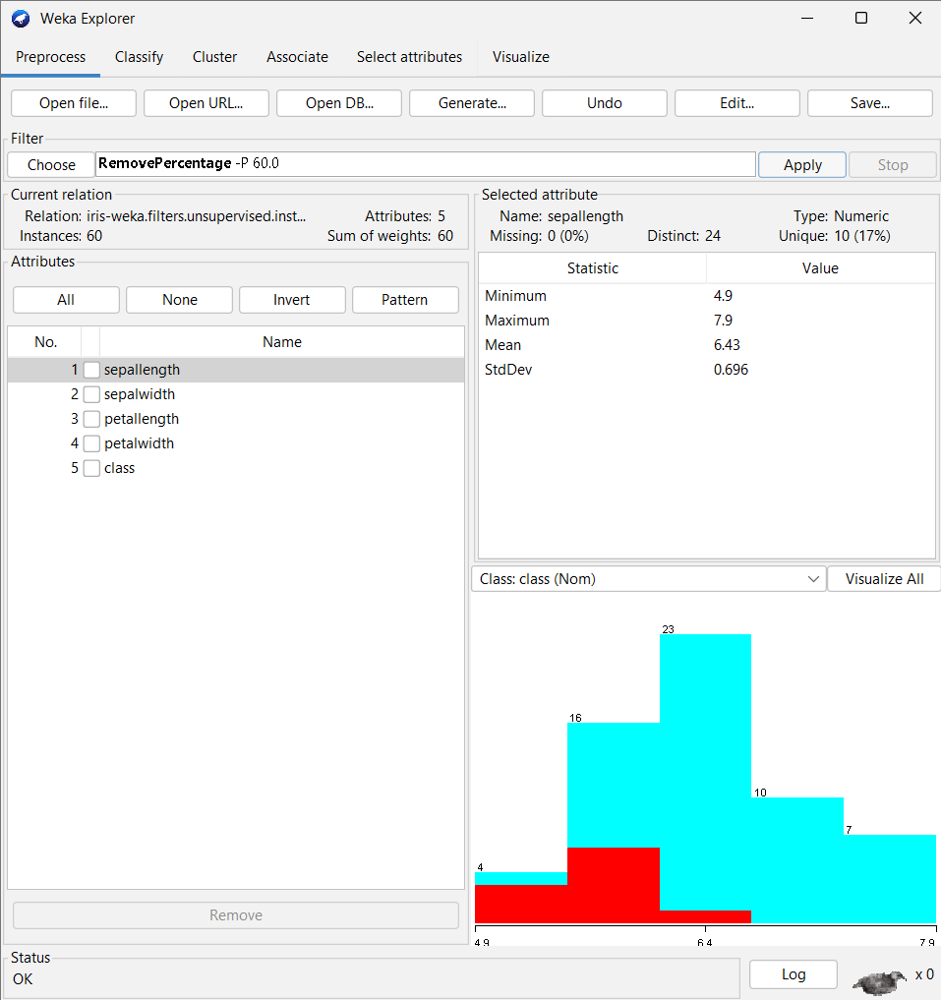 Weka Explorer
Preprocess Classify Cluster Associate Select attributes Visualize
Open file... Open URL... Open DB... Generate... Undo Edit... Save...
Filter
Choose RemovePercentage -P 60.0 Apply Stop
Current relation
Relation: iris-weka.filters.unsupervised.inst... Attributes: 5
Instances: 60 Sum of weights: 60
Attributes
All None Invert Pattern
No. Name
1 sepallength
2 sepalwidth
3 petallength
4 petalwidth
5 class
Remove
Selected attribute
Name: sepallength Type: Numeric
Missing: 0 (0%) Distinct: 24 Unique: 10 (17%)
Statistic Value
Minimum 4.9
Maximum 7.9
Mean 6.43
StdDev 0.696
Class: class (Nom) Visualize All
23
16
10
7
4
4.9 6.4 7.9
Status
OK
Log x 0